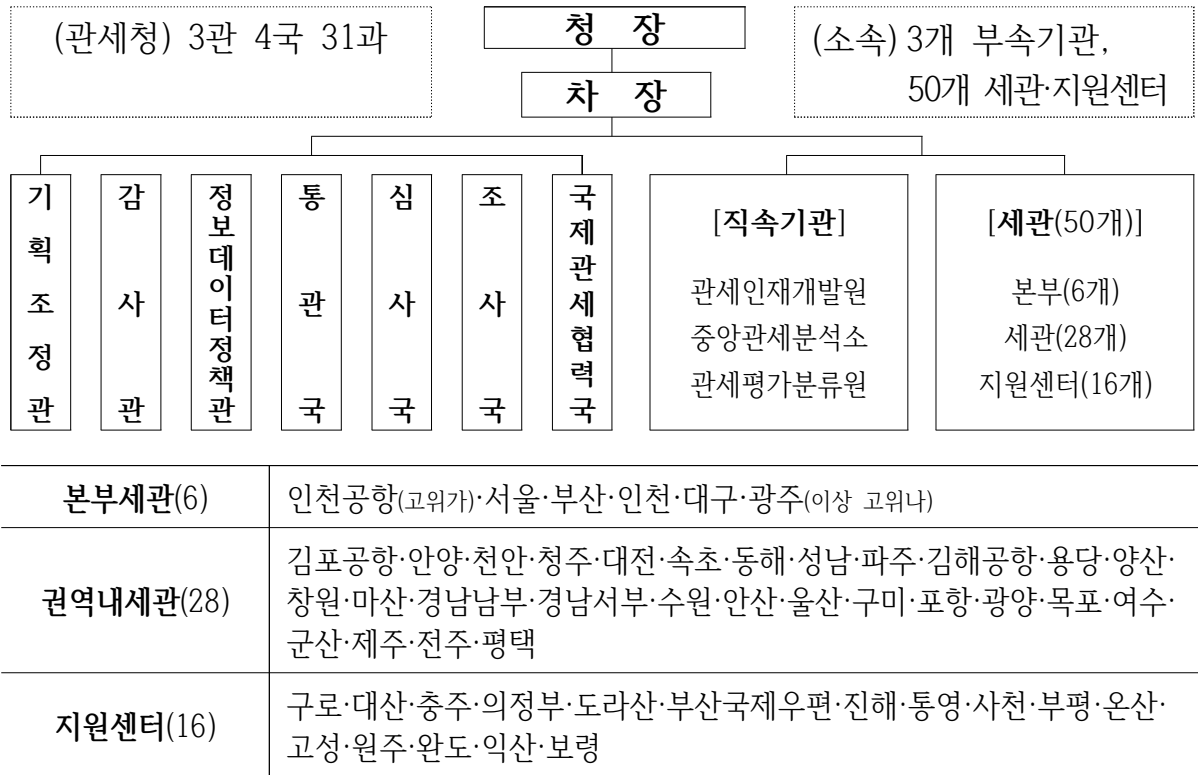 (관세청) 3관 4국 31과
청 장
(소속) 3개 부속기관,
50개 세관·지원센터
차 장
기획조정관
감사관
정보데이터정책관
통관국
심사국
조사국
국제관세협력국
[직속기관]
관세인재개발원
중앙관세분석소
관세평가분류원
[세관(50개)]
본부(6개)
세관(28개)
지원센터(16개)
본부세관(6)
인천공항(고위가)·서울·부산·인천·대구·광주(이상 고위나)
권역내세관(28)
김포공항·안양·천안·청주·대전·속초·동해·성남·파주·김해공항·용당·양산·
창원·마산·경남남부·경남서부·수원·안산·울산·구미·포항·광양·목포·여수·
군산·제주·전주·평택
지원센터(16)
구로·대산·충주·의정부·도라산·부산국제우편·진해·통영·사천·부평·온산·
고성·원주·완도·익산·보령